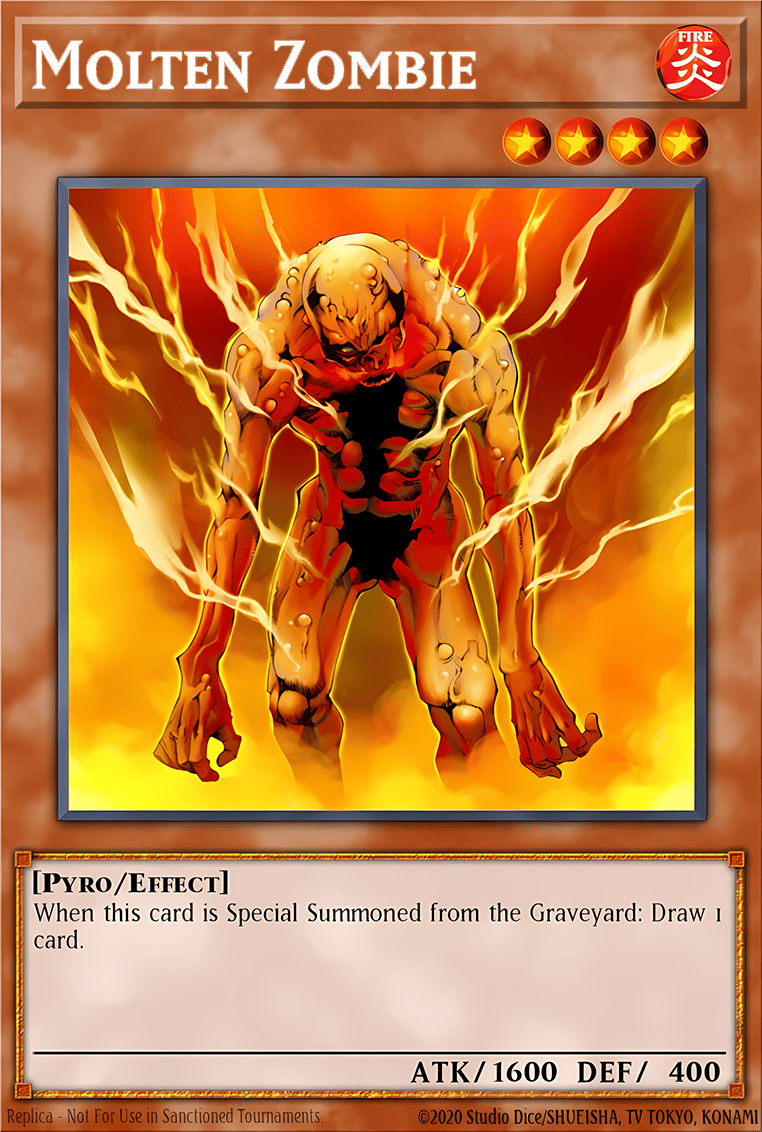 Molten Zombie
FIRE
炎
[Pyro/Effect]
When this card is Special Summoned from the Graveyard: Draw 1
card.
ATK/1600 DEF/ 400
Replica - Not For Use in Sanctioned Tournaments.
©2020 Studio Dice/SHUEISHA, TV TOKYO, KONAMI